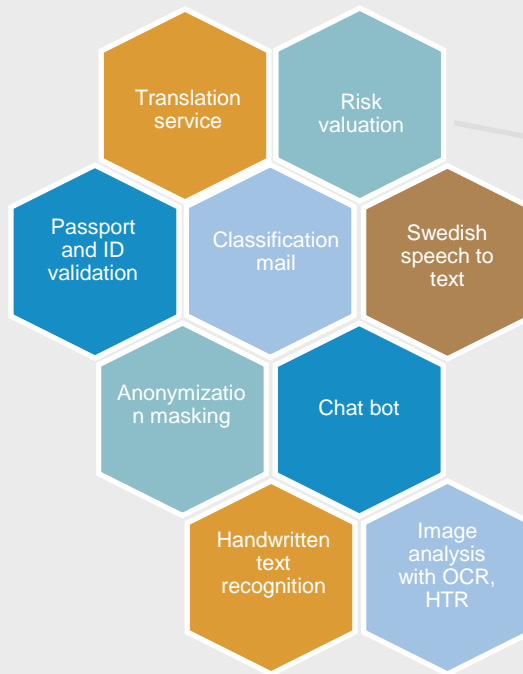 Translation
service
Risk
valuation
Passport
and ID
validation
Classification
mail
Swedish
speech to
text
Anonymizatio
n masking
Chat bot
Handwritten
text
recognition
Image
analysis
with OCR,
HTR